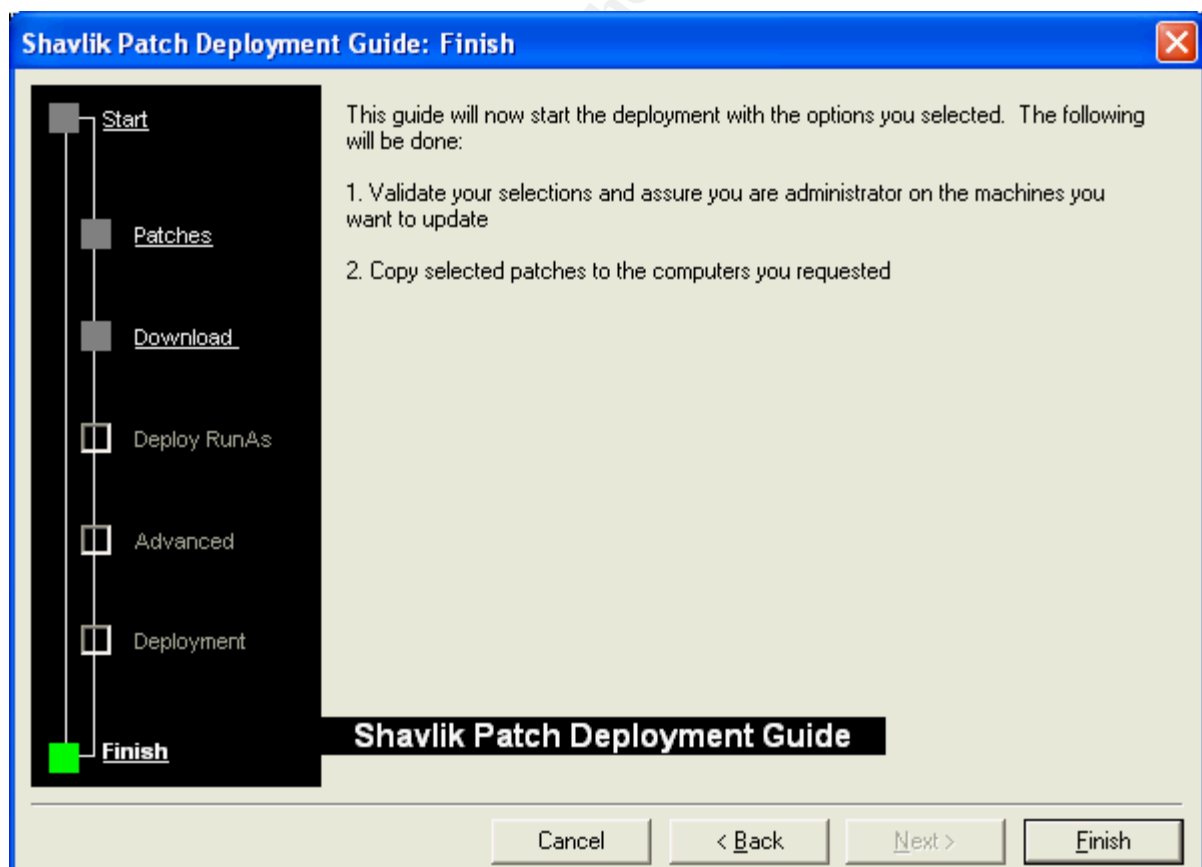 Shavlik Patch Deployment Guide: Finish
Start
Patches
Download
Deploy RunAs
Advanced
Deployment
Finish
This guide will now start the deployment with the options you selected.  The following
will be done:
1. Validate your selections and assure you are administrator on the machines you
want to update
2. Copy selected patches to the computers you requested
Shavlik Patch Deployment Guide
Cancel
< Back
Next >
Finish